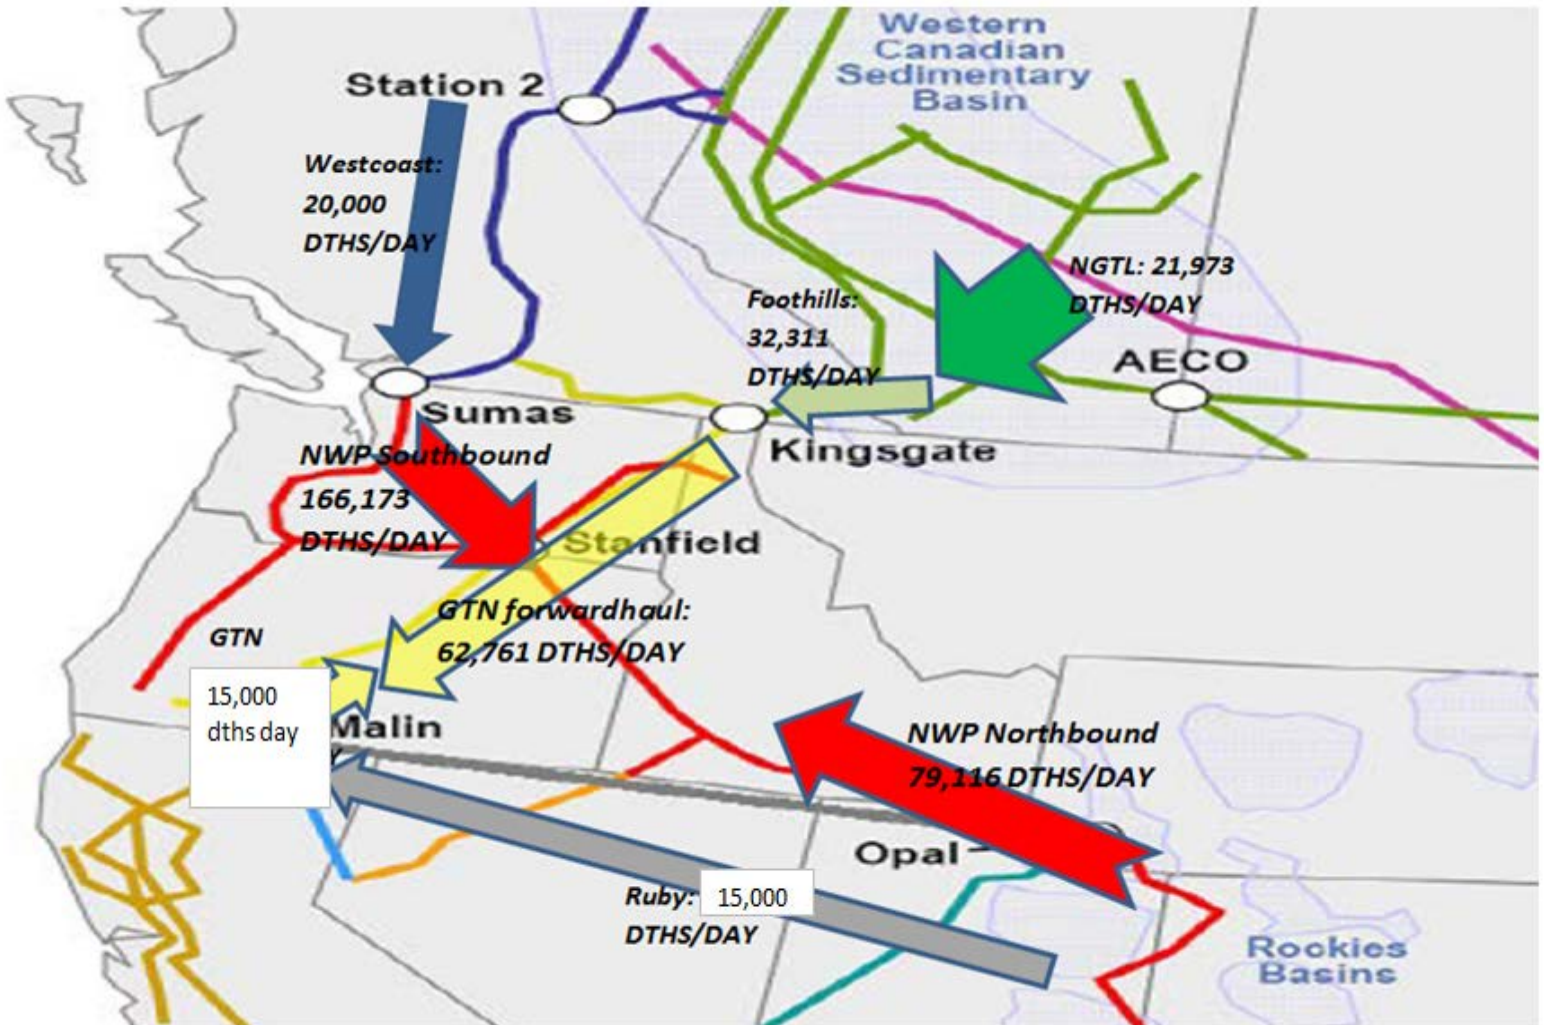 Western
Canadian
Sedimentary
Basin
Station 2
Westcoast:
20,000
DTHS/DAY
NGTL: 21,973
DTHS/DAY
Foothills:
32,311
DTHS/DAY
AECO
Sumas
Kingsgate
NWP Southbound
166,173
DTHS/DAY
Stanfield
GTN forwardhaul:
62,761 DTHS/DAY
GTN
15,000
dths day
Malin
Y
NWP Northbound
79,116 DTHS/DAY
Opal
Ruby: 15,000
DTHS/DAY
Rockies
Basins